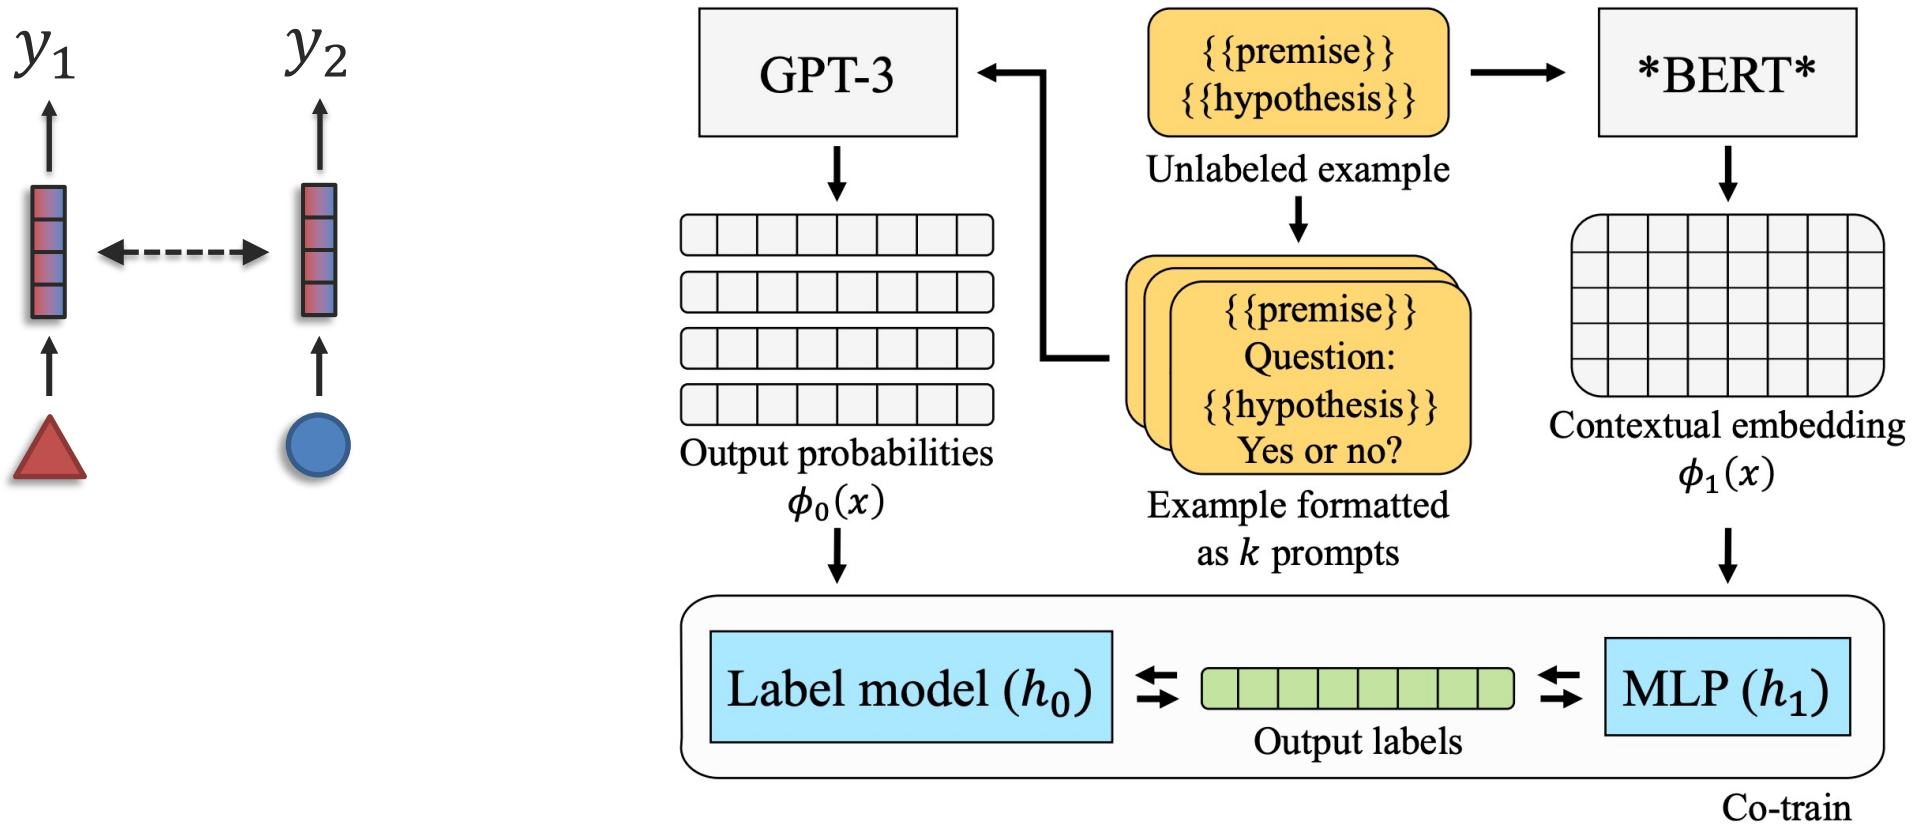 y₁
y₂
GPT-3
{{premise}}
{{hypothesis}}
*BERT*
Unlabeled example
{{premise}}
Question:
{{hypothesis}}
Yes or no?
Output probabilities
ϕ₀(x)
Example formatted
as k prompts
Contextual embedding
ϕ₁(x)
Label model (h₀)
Output labels
MLP (h₁)
Co-train